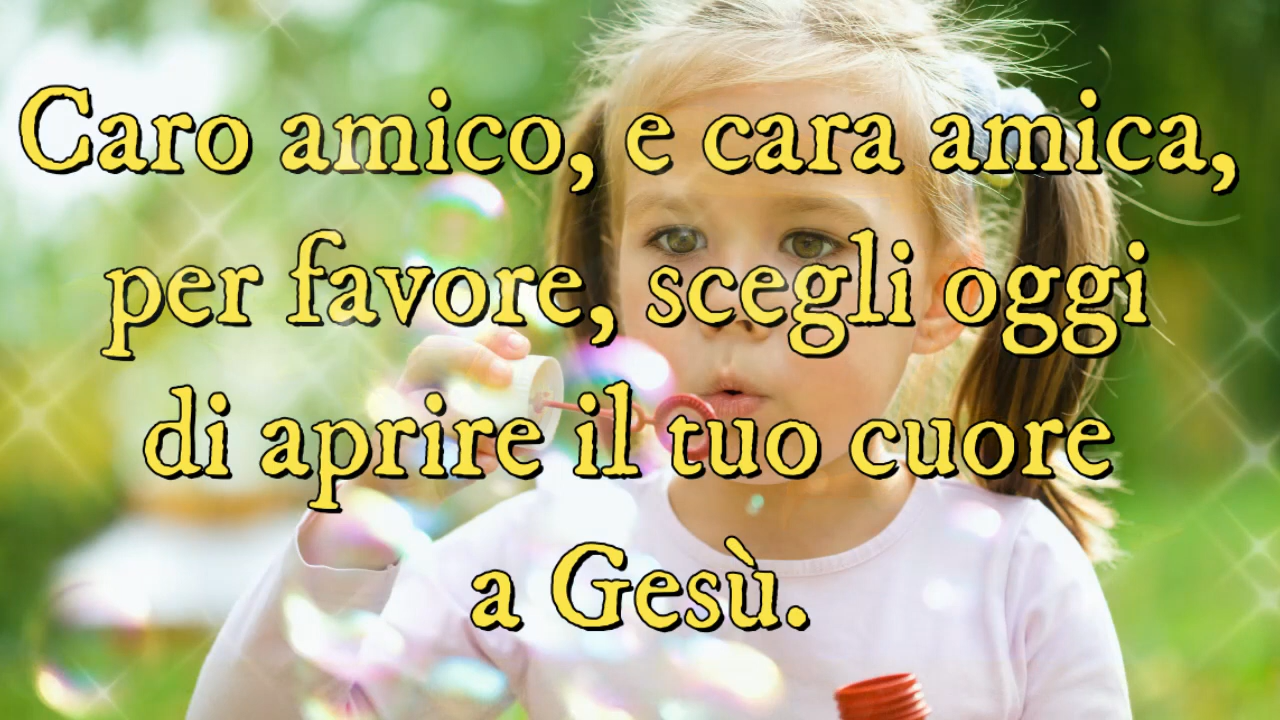 Caro amico, e cara amica,
per favore, scegli oggi
di aprire il tuo cuore
a Gesù.